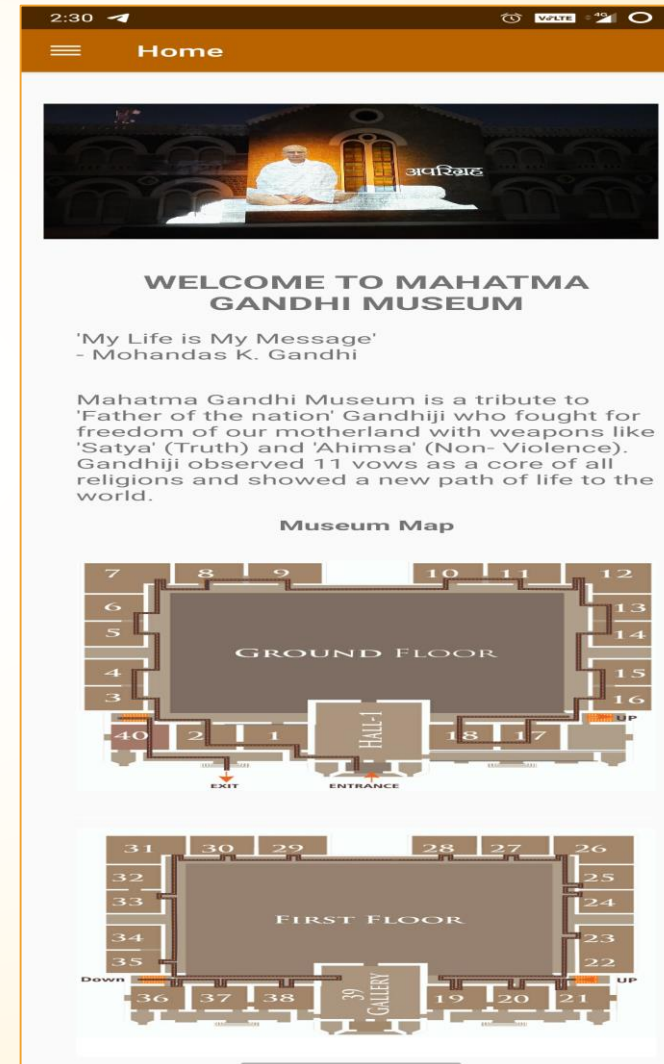 2:30 VoLTE 4G
Home
अपरिग्रह
WELCOME TO MAHATMA
GANDHI MUSEUM
'My Life is My Message'
- Mohandas K. Gandhi
Mahatma Gandhi Museum is a tribute to
'Father of the nation' Gandhiji who fought for
freedom of our motherland with weapons like
'Satya' (Truth) and 'Ahimsa' (Non- Violence).
Gandhiji observed 11 vows as a core of all
religions and showed a new path of life to the
world.
Museum Map
7 8 9 10 11 12
6 13
5 14
GROUND FLOOR
4 15
3 16
UP
40 2 1 HALL-1 18 17
EXIT ENTRANCE
31 30 29 28 27 26
32 25
33 24
FIRST FLOOR
34 23
35 22
Down UP
36 37 38 39 GALLERY 19 20 21